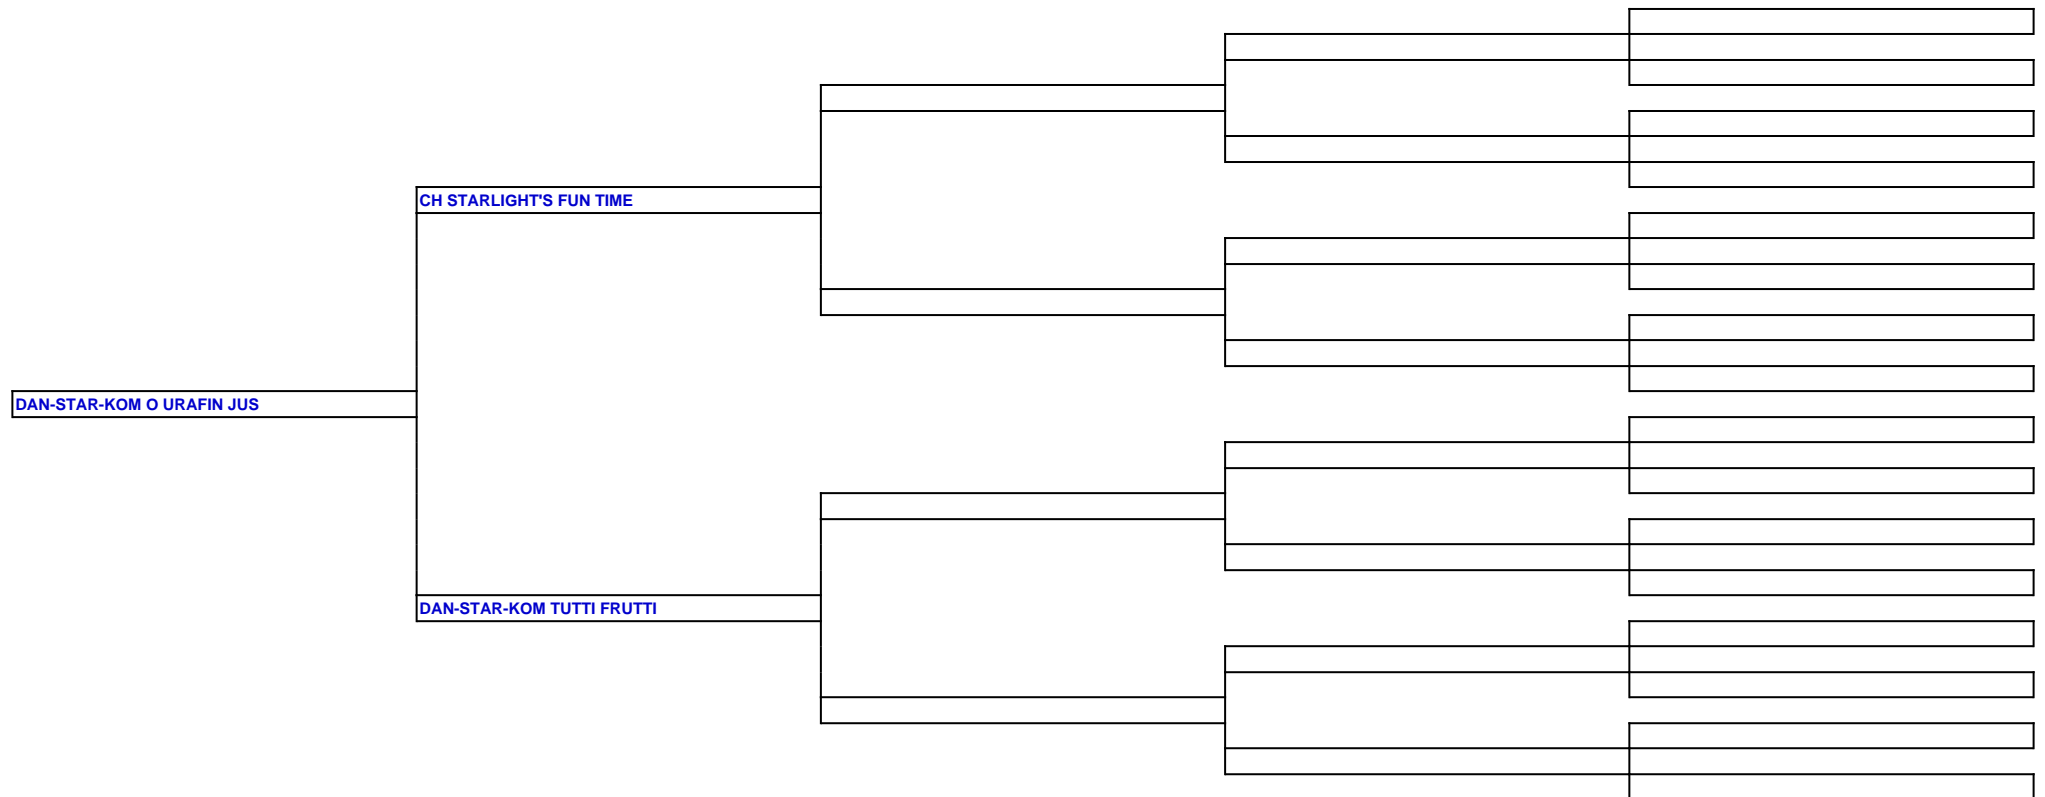 CH STARLIGHT'S FUN TIME
DAN-STAR-KOM O URAFIN JUS
DAN-STAR-KOM TUTTI FRUTTI